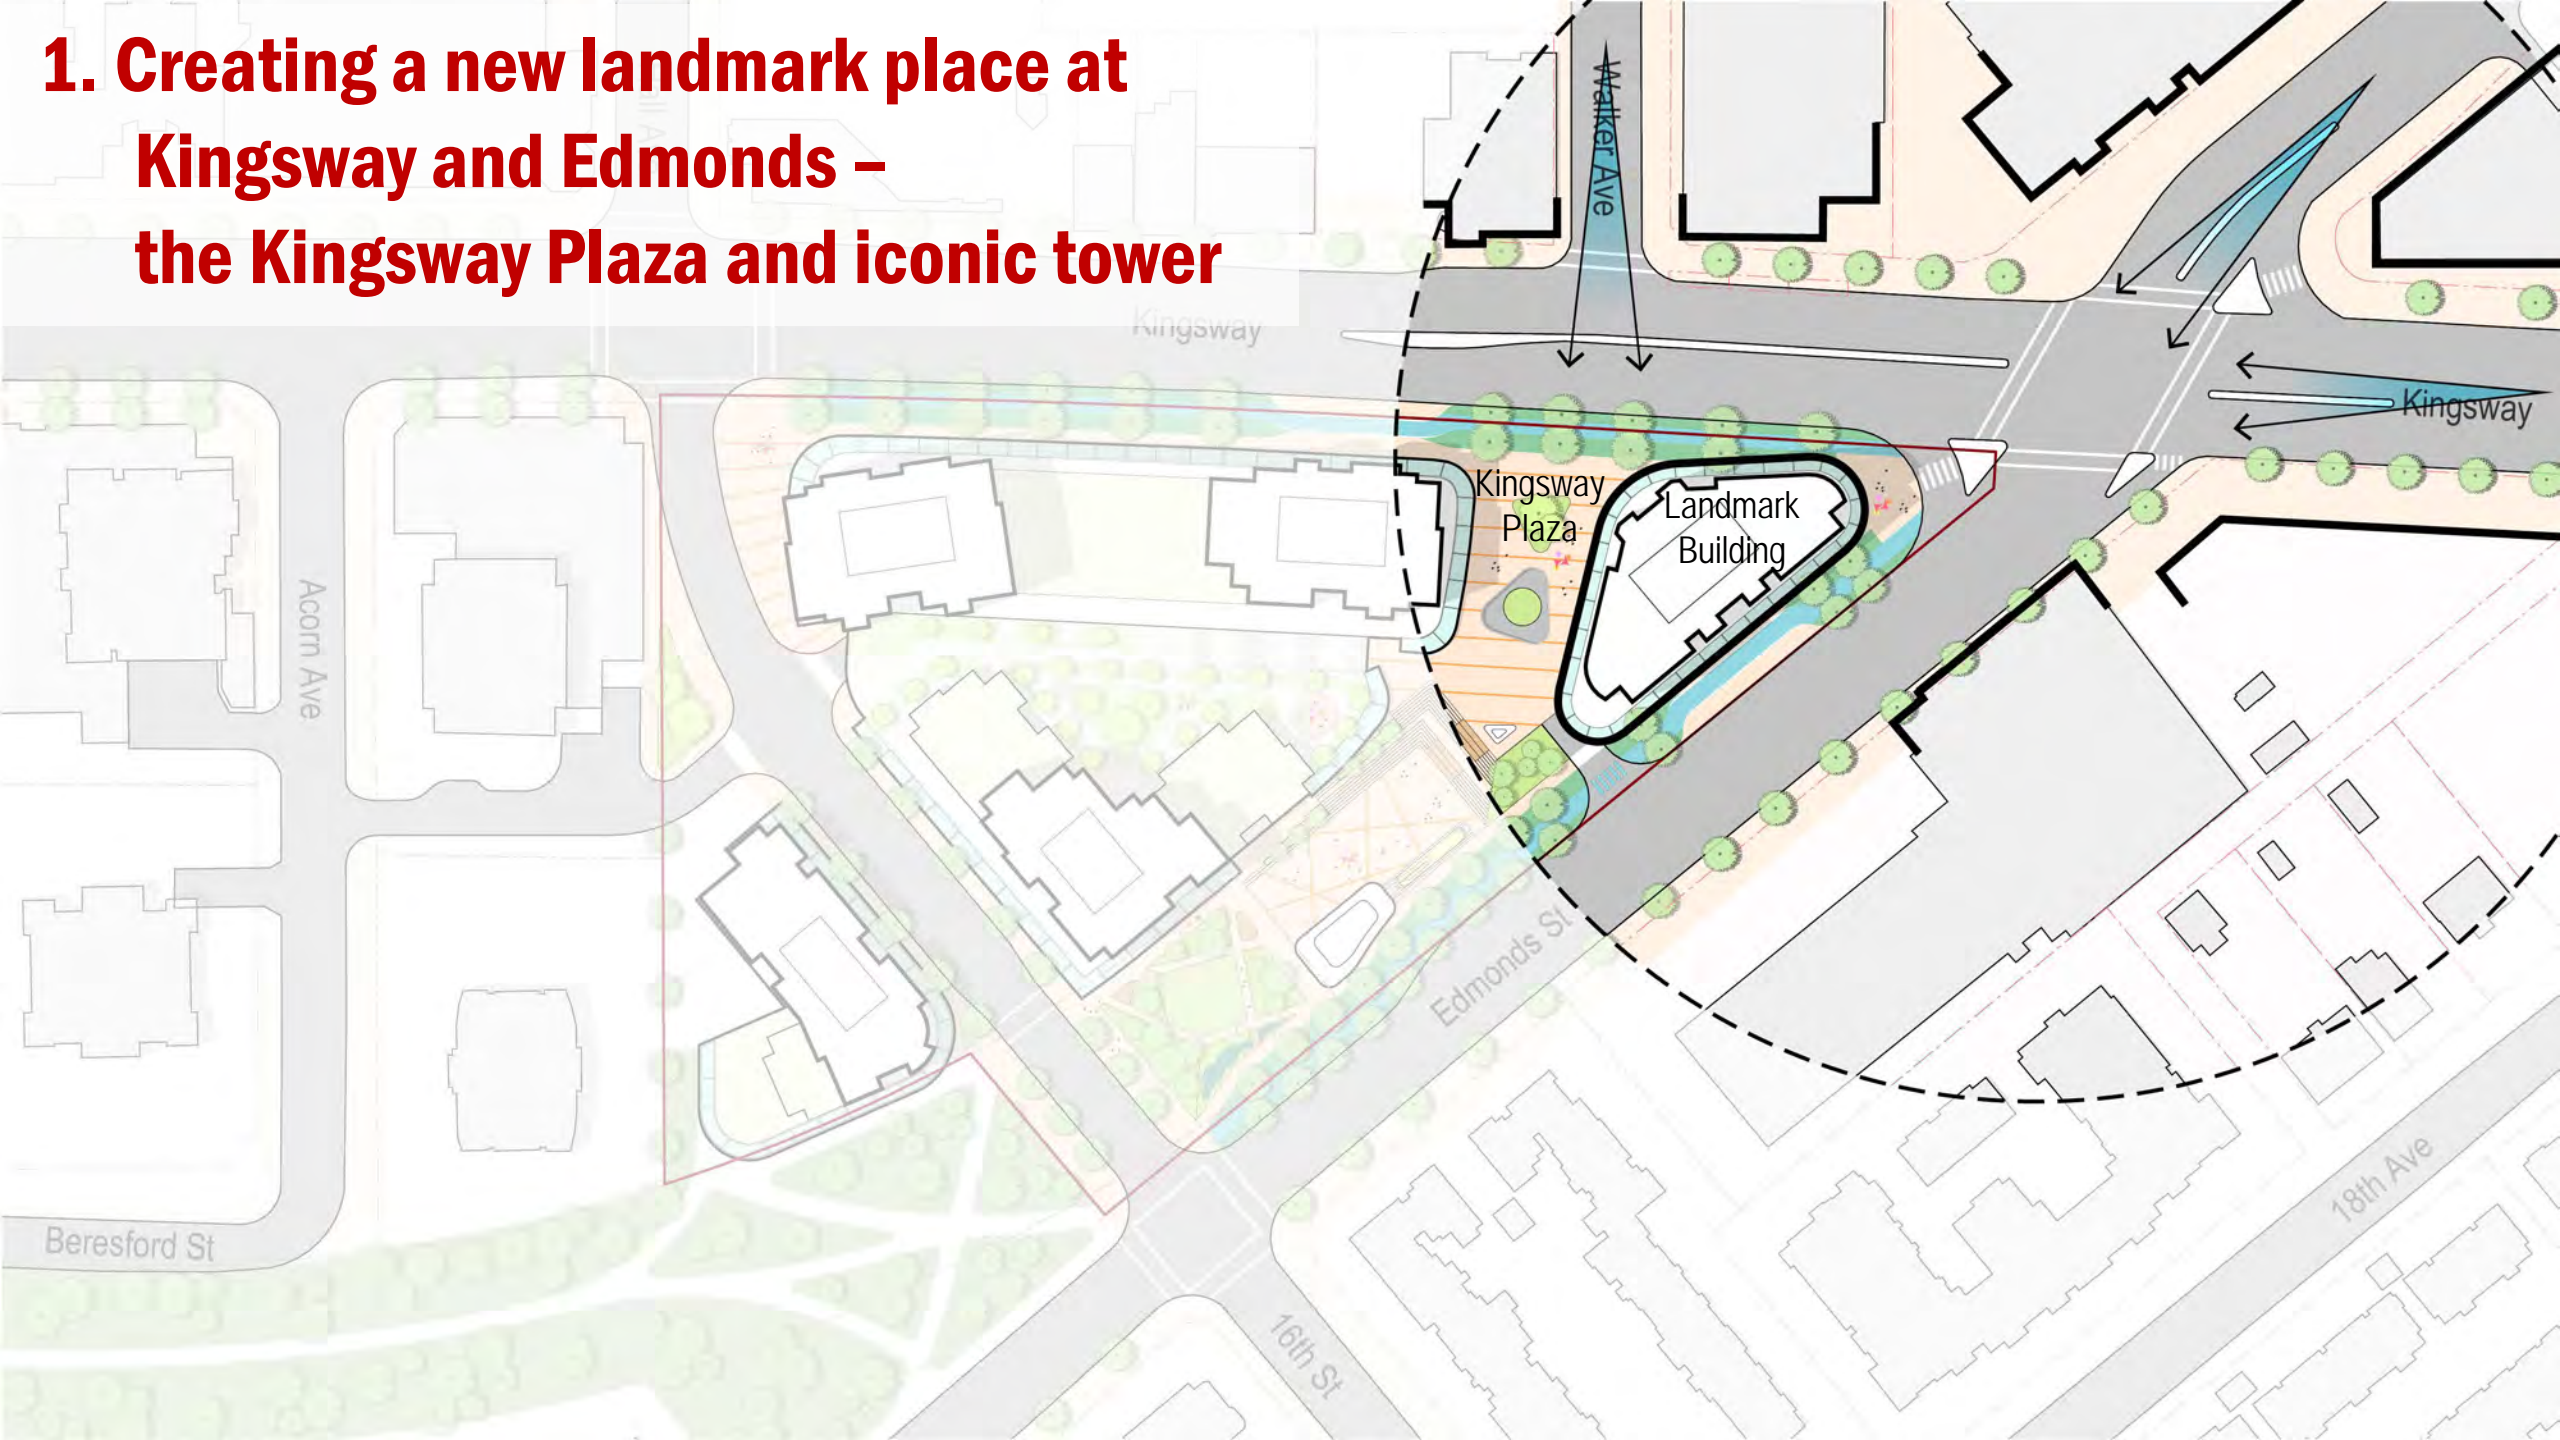 1. Creating a new landmark place at
Kingsway and Edmonds –
the Kingsway Plaza and iconic tower
Walker Ave
Kingsway
Kingsway
Kingsway
Plaza
Landmark
Building
Acorn Ave
Edmonds St
18th Ave
Beresford St
16th St